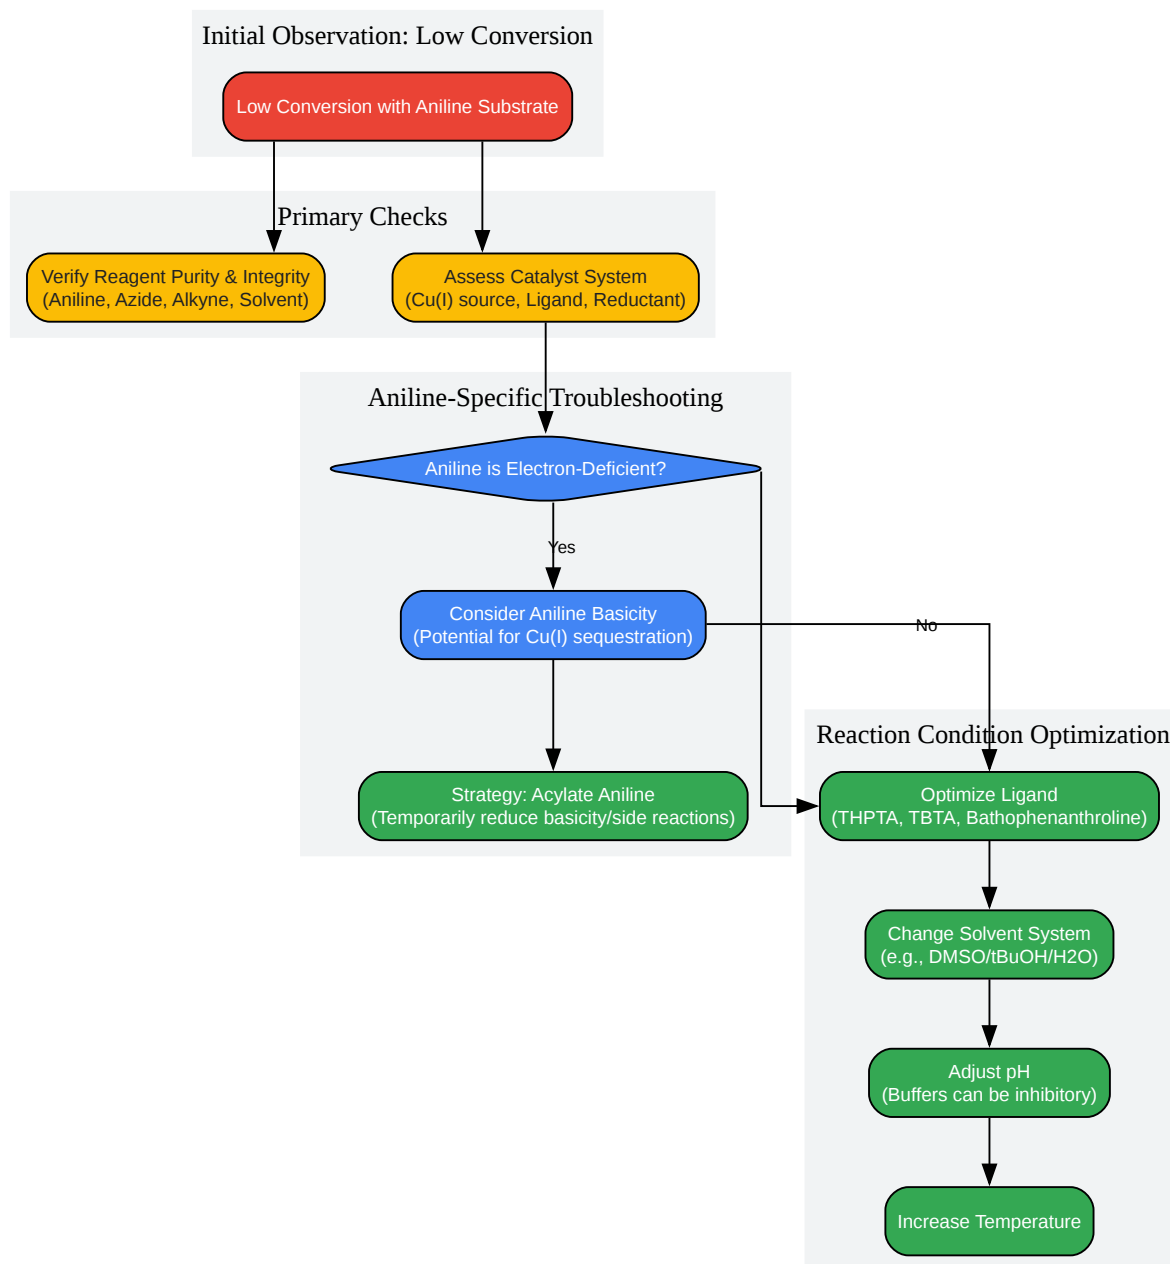 Initial Observation: Low Conversion
Low Conversion with Aniline Substrate
Primary Checks
Verify Reagent Purity & Integrity
(Aniline, Azide, Alkyne, Solvent)
Assess Catalyst System
(Cu(I) source, Ligand, Reductant)
Aniline-Specific Troubleshooting
Aniline is Electron-Deficient?
Yes
Consider Aniline Basicity
(Potential for Cu(I) sequestration)
No
Strategy: Acylate Aniline
(Temporarily reduce basicity/side reactions)
Reaction Condition Optimization
Optimize Ligand
(THPTA, TBTA, Bathophenanthroline)
Change Solvent System
(e.g., DMSO/tBuOH/H2O)
Adjust pH
(Buffers can be inhibitory)
Increase Temperature